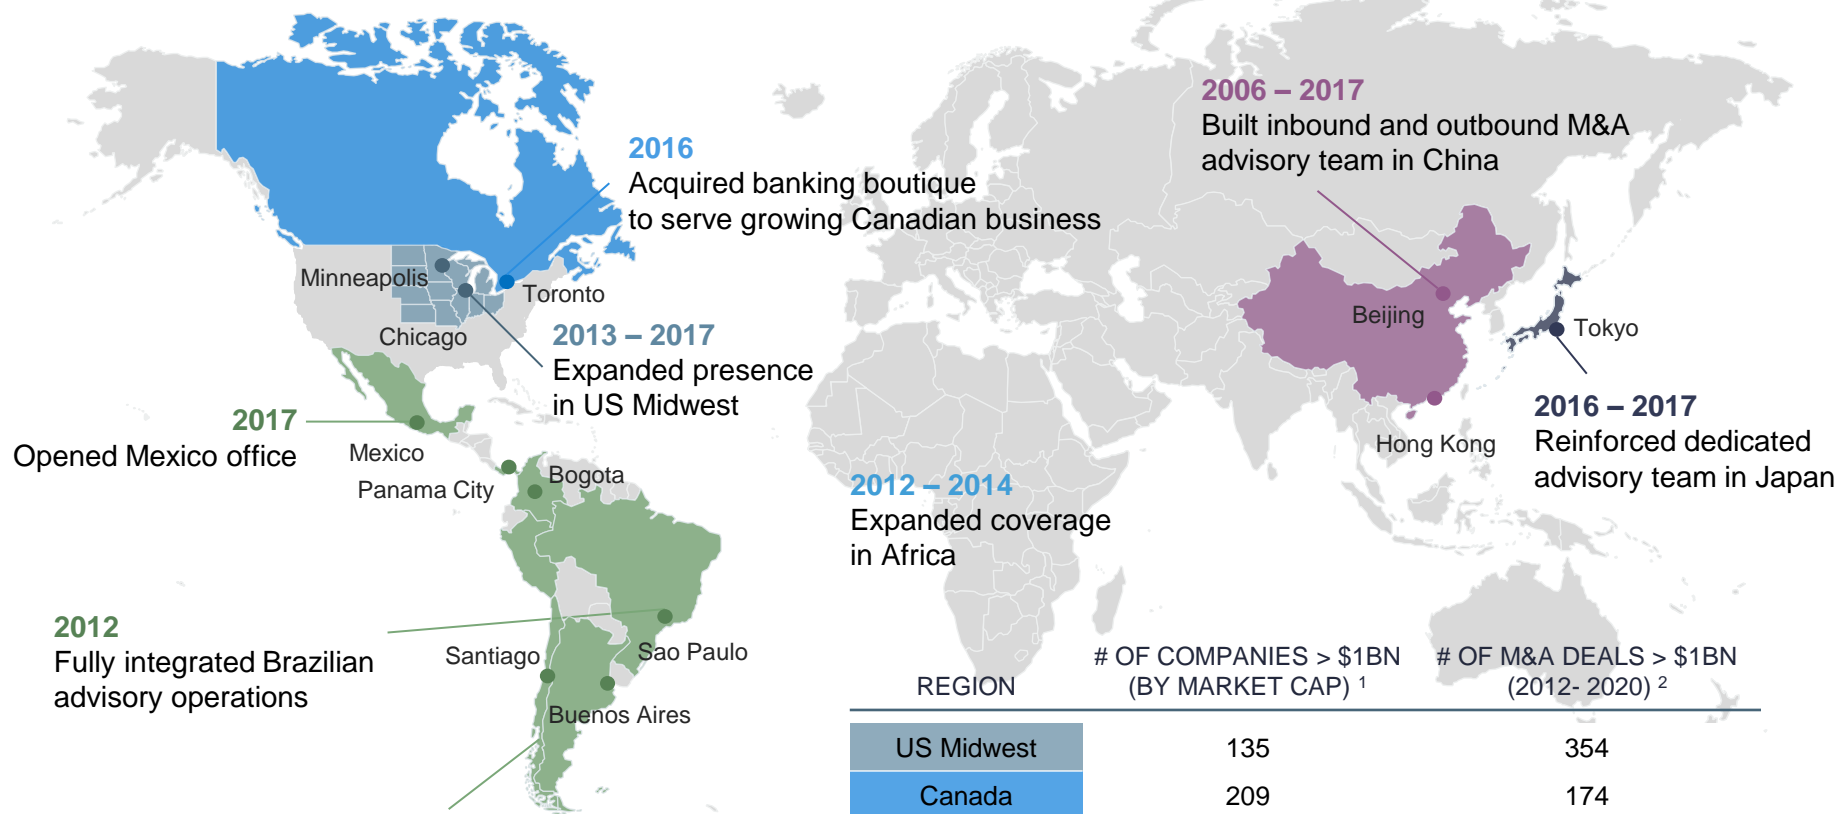 2006 – 2017
Built inbound and outbound M&A
advisory team in China
2016
Acquired banking boutique
to serve growing Canadian business
Minneapolis
Toronto
Chicago
2013 – 2017
Expanded presence
in US Midwest
Beijing
Tokyo
Hong Kong
2016 – 2017
Reinforced dedicated
advisory team in Japan
2017
Opened Mexico office
Mexico
Panama City
Bogota
2012 – 2014
Expanded coverage
in Africa
2012
Fully integrated Brazilian
advisory operations
Santiago
Sao Paulo
Buenos Aires
REGION # OF COMPANIES > $1BN # OF M&A DEALS > $1BN
(BY MARKET CAP) 1 (2012- 2020) 2
US Midwest 135 354
Canada 209 174